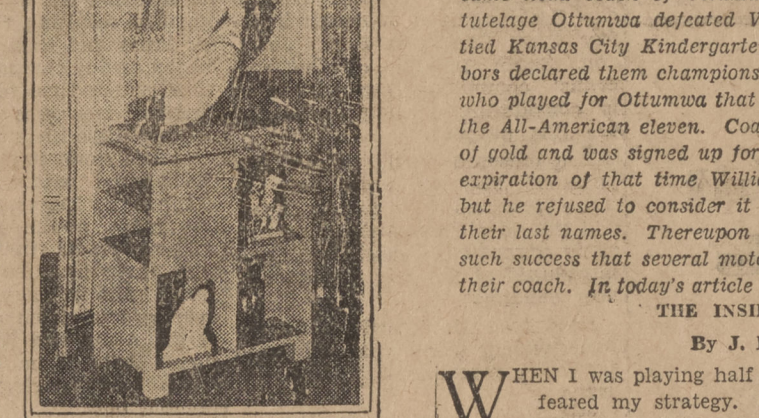 tutelage Ottumwa defeated V
tied Kansas City Kindergarte
bors declared them champions
who played for Ottumwa that
the All-American eleven. Coa
of gold and was signed up for
expiration of that time Willi
but he refused to consider it
their last names. Thereupon
such success that several moto
their coach. In today's article
THE INSI
By J.
WHEN I was playing half
feared my strategy.